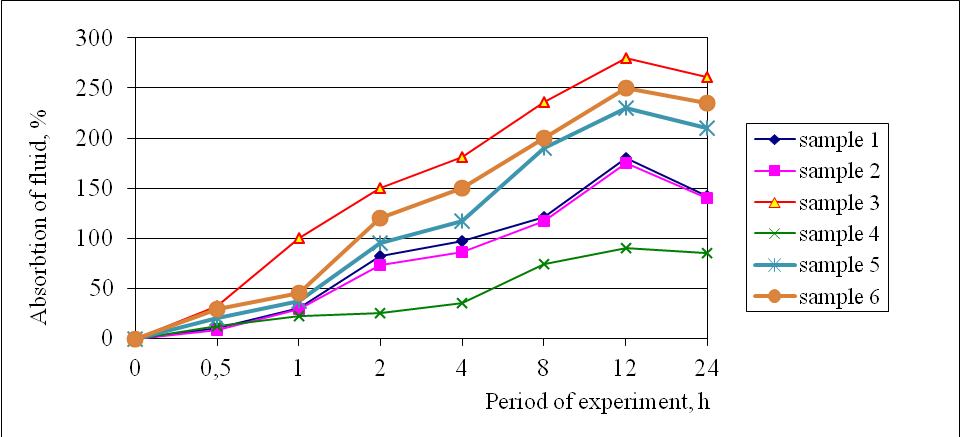 Absorbtion of fluid, %
300
250
200
150
100
50
0
0 0,5 1 2 4 8 12 24
Period of experiment, h
sample 1
sample 2
sample 3
sample 4
sample 5
sample 6